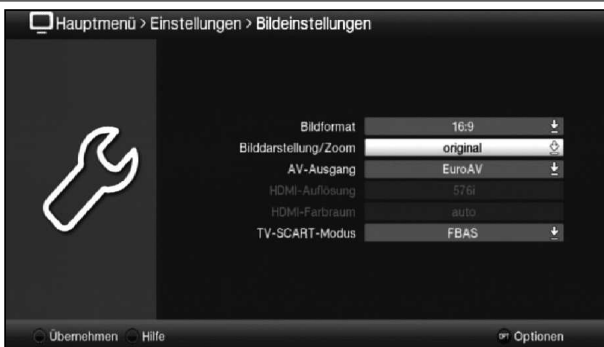 Hauptmenü > Einstellungen > Bildeinstellungen
Bildformat 16:9
Bilddarstellung/Zoom original
AV-Ausgang EuroAV
HDMI-Auflösung 576i
HDMI-Farbraum auto
TV-SCART-Modus FBAS
Übernehmen Hilfe OPT Optionen